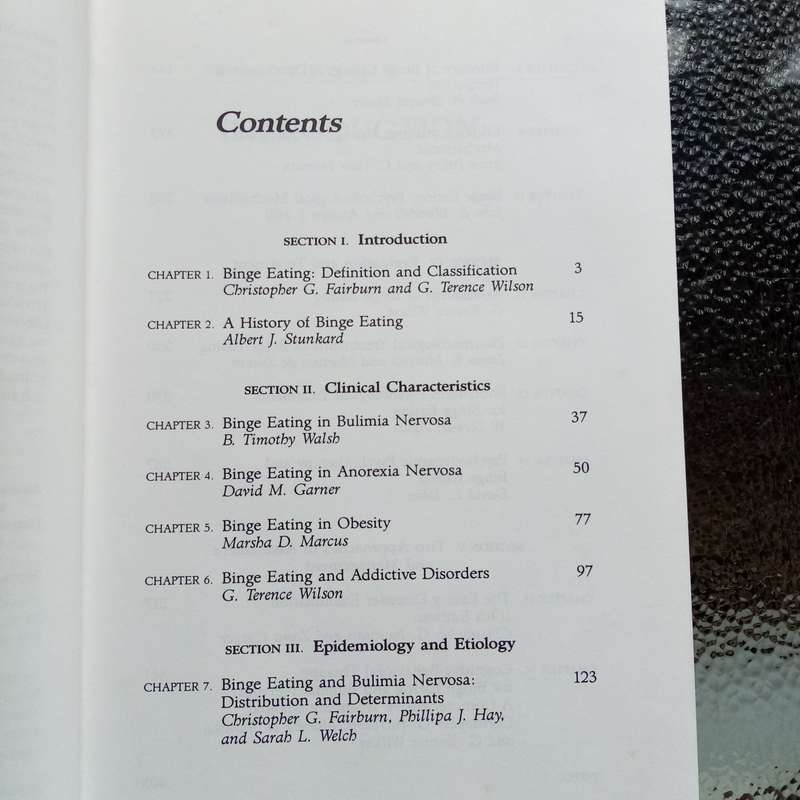 Contents
SECTION I. Introduction
CHAPTER 1. Binge Eating: Definition and Classification 3
Christopher G. Fairburn and G. Terence Wilson
CHAPTER 2. A History of Binge Eating 15
Albert J. Stunkard
SECTION II. Clinical Characteristics
CHAPTER 3. Binge Eating in Bulimia Nervosa 37
B. Timothy Walsh
CHAPTER 4. Binge Eating in Anorexia Nervosa 50
David M. Garner
CHAPTER 5. Binge Eating in Obesity 77
Marsha D. Marcus
CHAPTER 6. Binge Eating and Addictive Disorders 97
G. Terence Wilson
SECTION III. Epidemiology and Etiology
CHAPTER 7. Binge Eating and Bulimia Nervosa: 123
Distribution and Determinants
Christopher G. Fairburn, Phillipa J. Hay,
and Sarah L. Welch